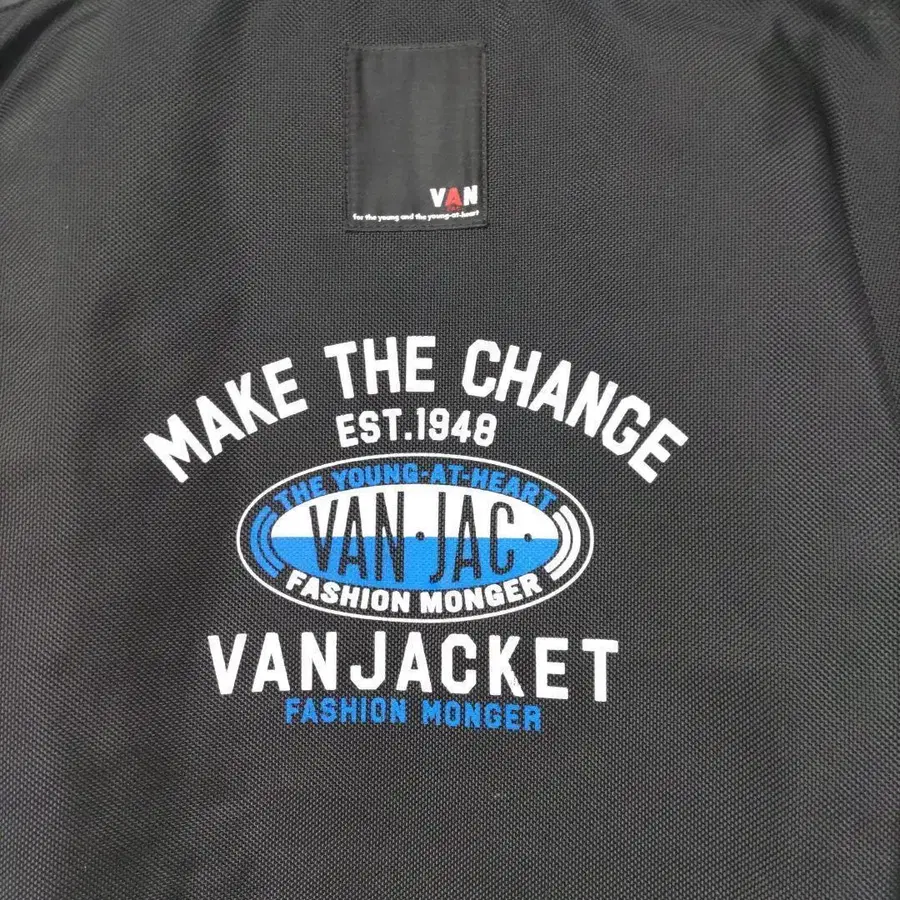 VAN
for the young and the young-at-heart
MAKE THE CHANGE
EST.1948
THE YOUNG-AT-HEART
VAN·JAC·
FASHION MONGER
VANJACKET
FASHION MONGER